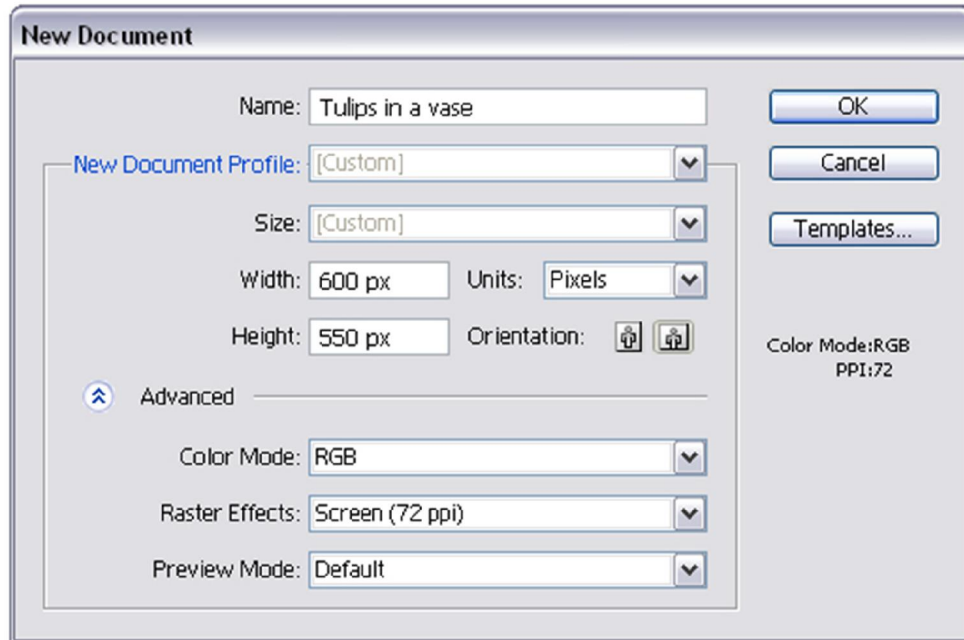 New Document
Name: Tulips in a vase
OK
New Document Profile: [Custom]
Cancel
Size: [Custom]
Templates...
Width: 600 px Units: Pixels
Height: 550 px Orientation:
Color Mode:RGB
PPI:72
Advanced
Color Mode: RGB
Raster Effects: Screen (72 ppi)
Preview Mode: Default